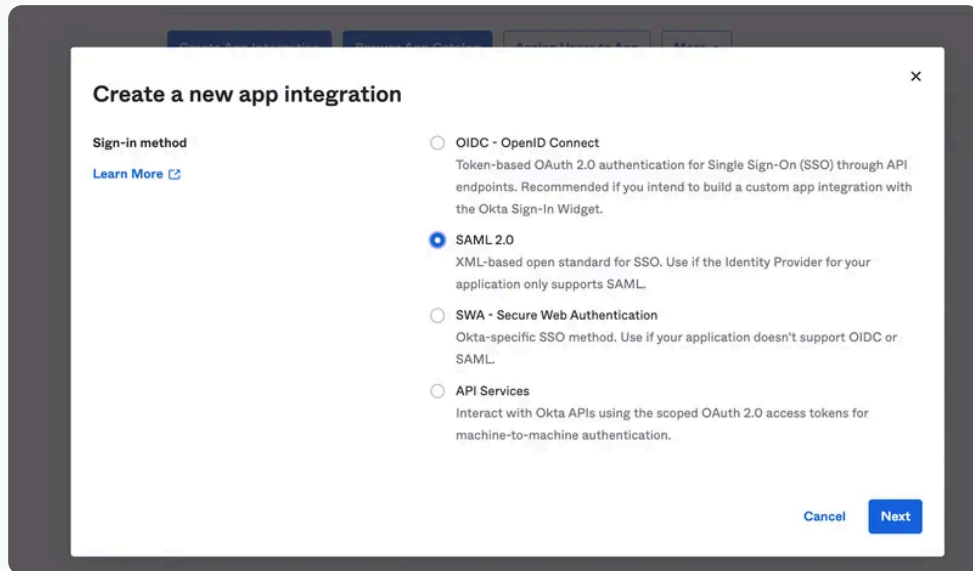 Create a new app integration
Sign-in method
Learn More
OIDC - OpenID Connect
Token-based OAuth 2.0 authentication for Single Sign-On (SSO) through API
endpoints. Recommended if you intend to build a custom app integration with
the Okta Sign-In Widget.
SAML 2.0
XML-based open standard for SSO. Use if the Identity Provider for your
application only supports SAML.
SWA - Secure Web Authentication
Okta-specific SSO method. Use if your application doesn't support OIDC or
SAML.
API Services
Interact with Okta APIs using the scoped OAuth 2.0 access tokens for
machine-to-machine authentication.
Cancel
Next